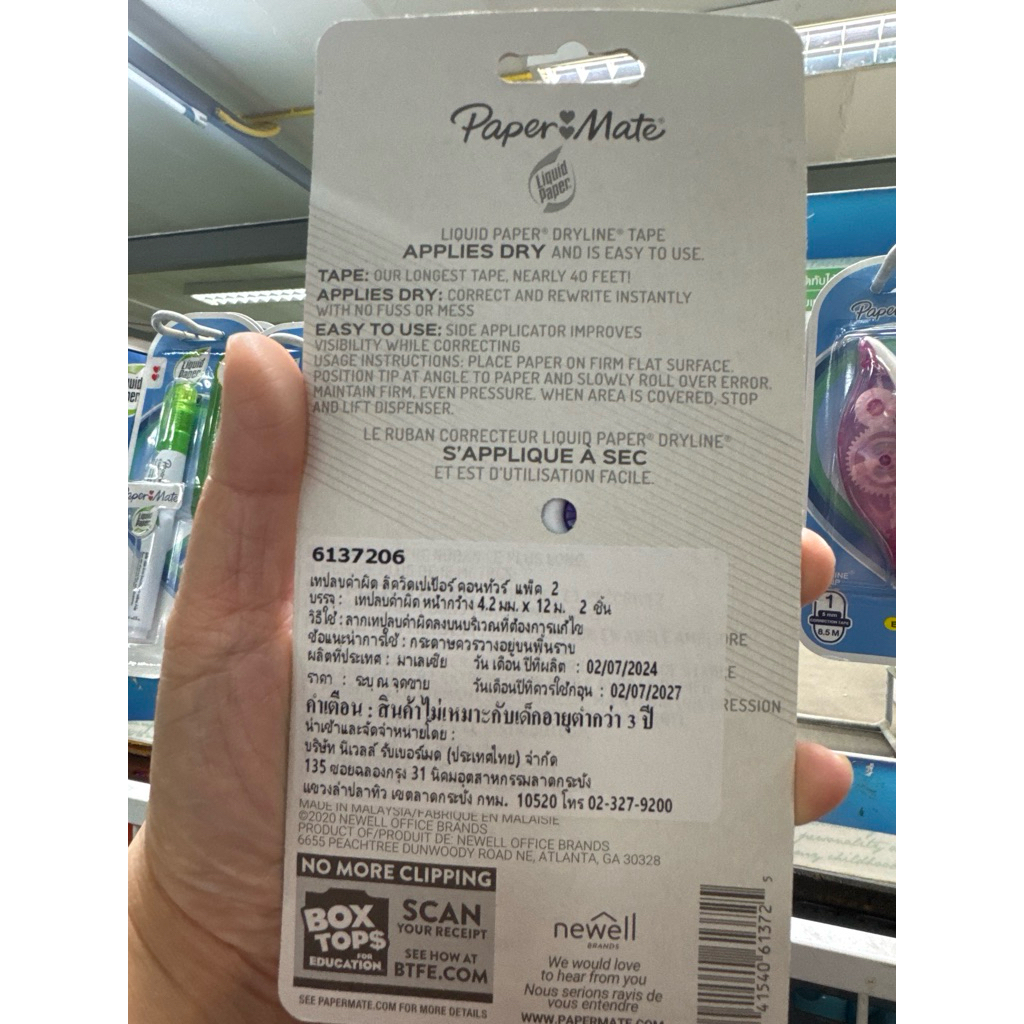 Paper Mate®
Liquid Paper®
LIQUID PAPER® DRYLINE® TAPE
APPLIES DRY AND IS EASY TO USE.
TAPE: OUR LONGEST TAPE, NEARLY 40 FEET!
APPLIES DRY: CORRECT AND REWRITE INSTANTLY
WITH NO FUSS OR MESS
EASY TO USE: SIDE APPLICATOR IMPROVES
VISIBILITY WHILE CORRECTING
USAGE INSTRUCTIONS: PLACE PAPER ON FIRM FLAT SURFACE.
POSITION TIP AT ANGLE TO PAPER AND SLOWLY ROLL OVER ERROR.
MAINTAIN FIRM, EVEN PRESSURE. WHEN AREA IS COVERED, STOP
AND LIFT DISPENSER.
LE RUBAN CORRECTEUR LIQUID PAPER® DRYLINE®
S'APPLIQUE À SEC
ET EST D'UTILISATION FACILE.
6137206
เทปลบคำผิด ลิควิดเปเปอร์ คอนทัวร์ แพ็ค 2
บรรจุ : เทปลบคำผิด หน้ากว้าง 4.2 มม. x 12 ม. 2 ชิ้น
วิธีใช้ : ลากเทปลบคำผิดลงบนบริเวณที่ต้องการแก้ไข
ข้อแนะนำการใช้ : กระดาษควรวางอยู่บนพื้นราบ
ผลิตที่ประเทศ : มาเลเซีย วัน เดือน ปีที่ผลิต : 02/07/2024
ราคา : ระบุ ณ จุดขาย วันเดือนปีที่ควรใช้ก่อน : 02/07/2027
คำเตือน : สินค้าไม่เหมาะกับเด็กอายุต่ำกว่า 3 ปี
นำเข้าและจัดจำหน่ายโดย :
บริษัท นิเวลล์ รับเบอร์เมด (ประเทศไทย) จำกัด
135 ซอยฉลองกรุง 31 นิคมอุตสาหกรรมลาดกระบัง
แขวงลำปลาทิว เขตลาดกระบัง กทม. 10520 โทร 02-327-9200
MADE IN MALAYSIA/FABRIQUÉ EN MALAISIE
©2020 NEWELL OFFICE BRANDS
PRODUCT OF/PRODUIT DE: NEWELL OFFICE BRANDS
6655 PEACHTREE DUNWOODY ROAD NE, ATLANTA, GA 30328
NO MORE CLIPPING
BOX TOPS FOR EDUCATION
SCAN
YOUR RECEIPT
SEE HOW AT
BTFE.COM
SEE PAPERMATE.COM FOR MORE DETAILS
newell
BRANDS
We would love
to hear from you
Nous serions ravis de
vous entendre
WWW.PAPERMATE.COM
41540 61372 5
Paper Mate
1
8.5 M